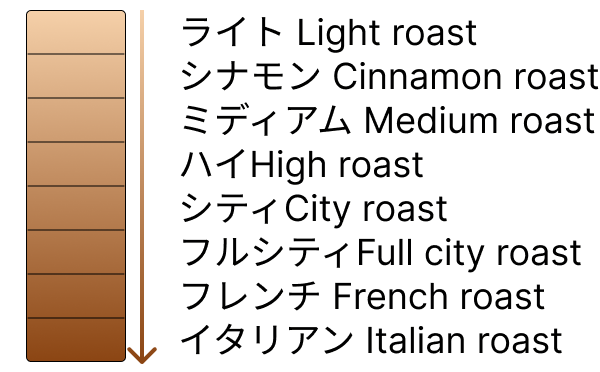 ライト Light roast
シナモン Cinnamon roast
ミディアム Medium roast
ハイHigh roast
シティCity roast
フルシティFull city roast
フレンチ French roast
イタリアン Italian roast